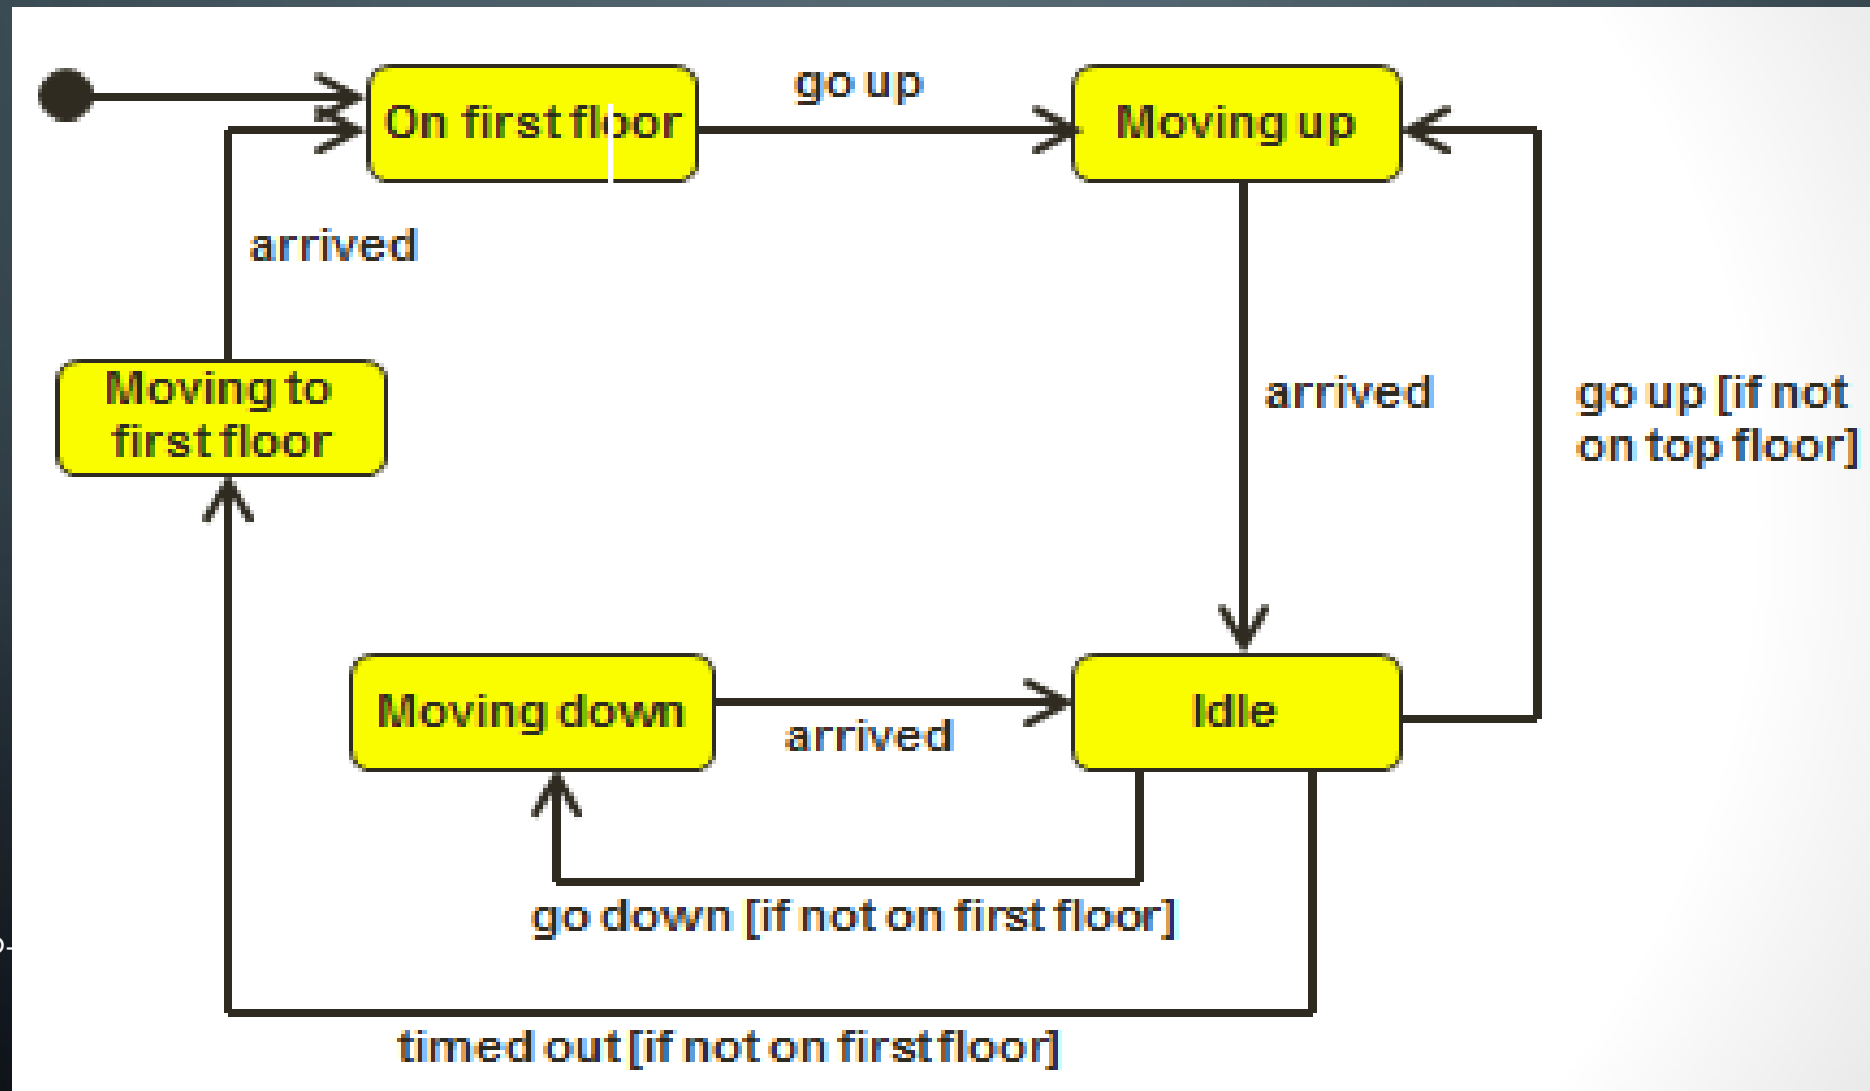 go up
On first floor
Moving up
arrived
Moving to
first floor
arrived
go up [if not
on top floor]
Moving down
arrived
Idle
go down [if not on first floor]
timed out [if not on first floor]